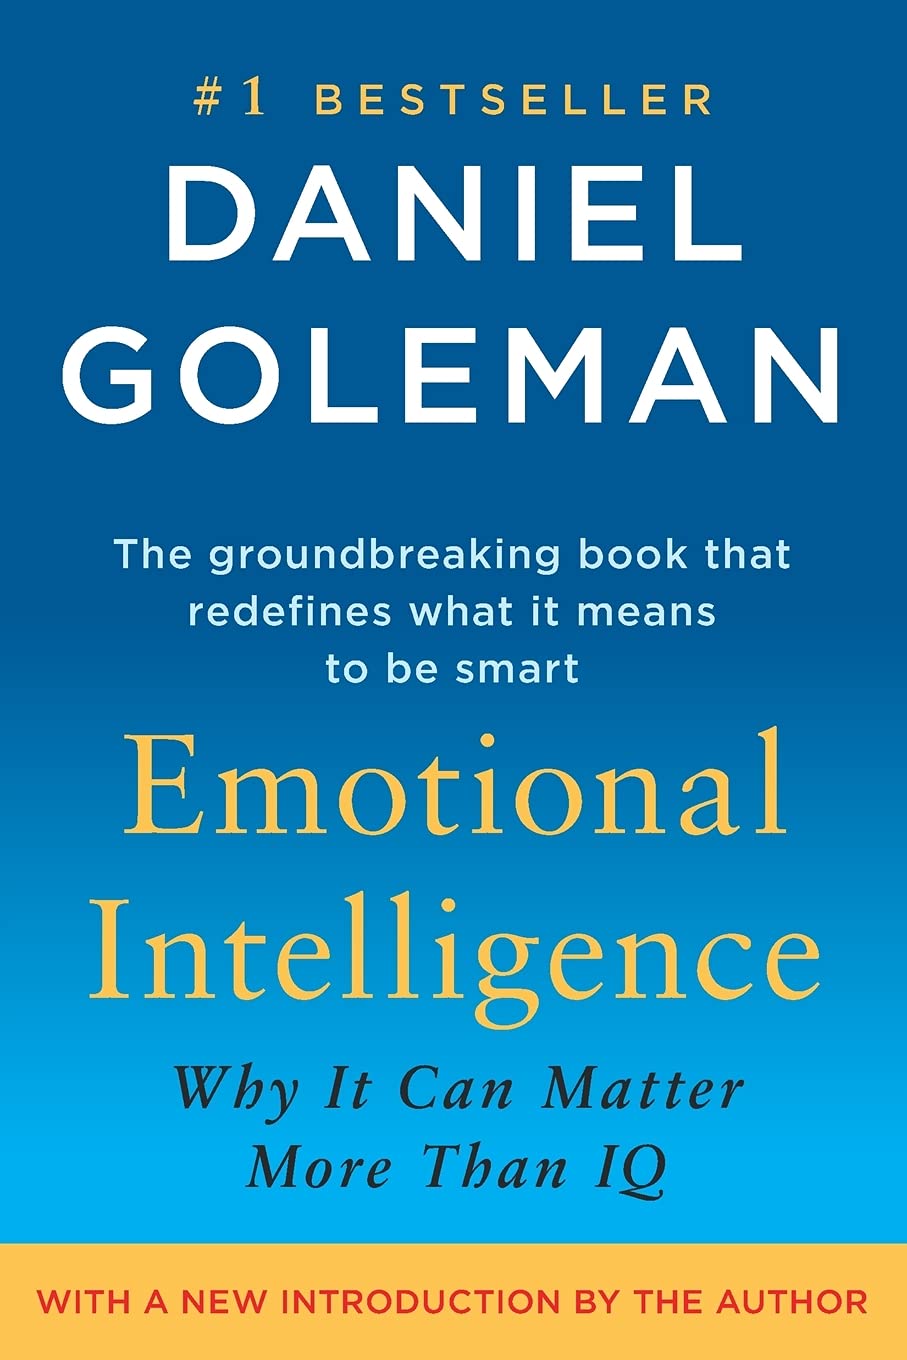 #1 BESTSELLER
DANIEL
GOLEMAN
The groundbreaking book that
redefines what it means
to be smart
Emotional
Intelligence
Why It Can Matter
More Than IQ
WITH A NEW INTRODUCTION BY THE AUTHOR